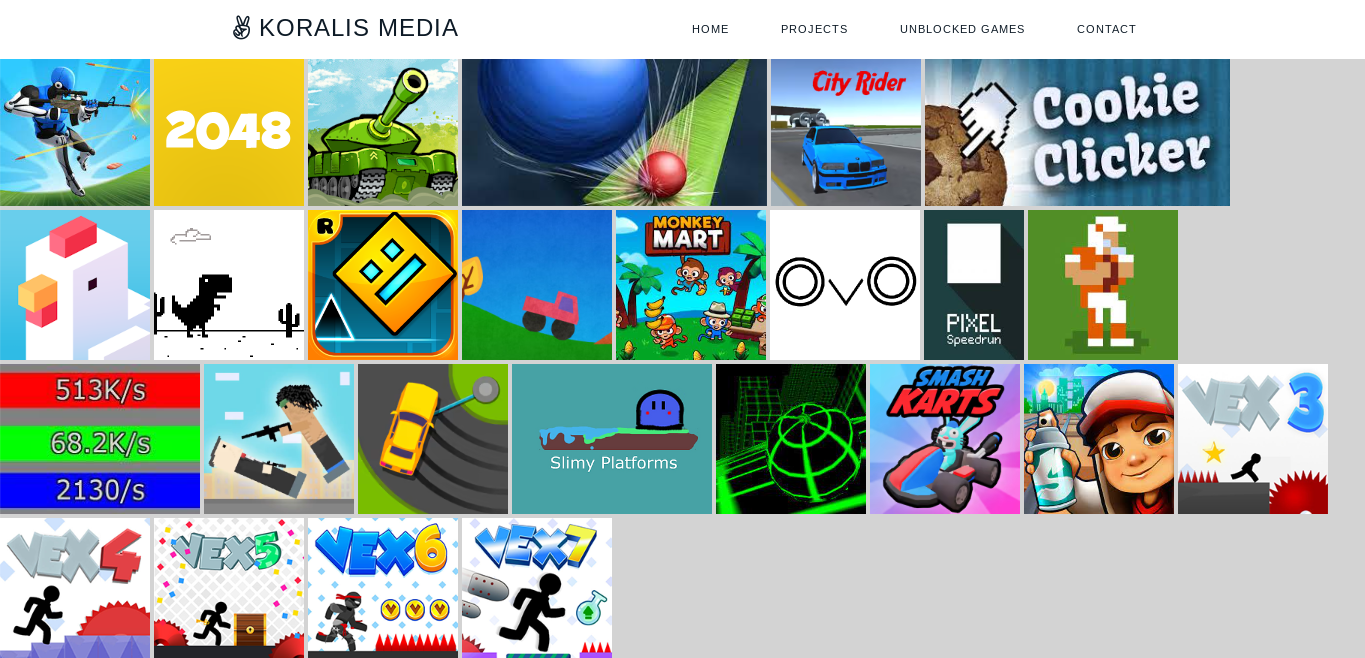 KORALIS MEDIA
HOME
PROJECTS
UNBLOCKED GAMES
CONTACT
2048
City Rider
Cookie
Clicker
R
MONKEY
MART
OvO
PIXEL
Speedrun
513K/s
68.2K/s
2130/s
Slimy Platforms
SMASH
KARTS
VEX 3
VEX 4
VEX 5
VEX 6
VEX 7